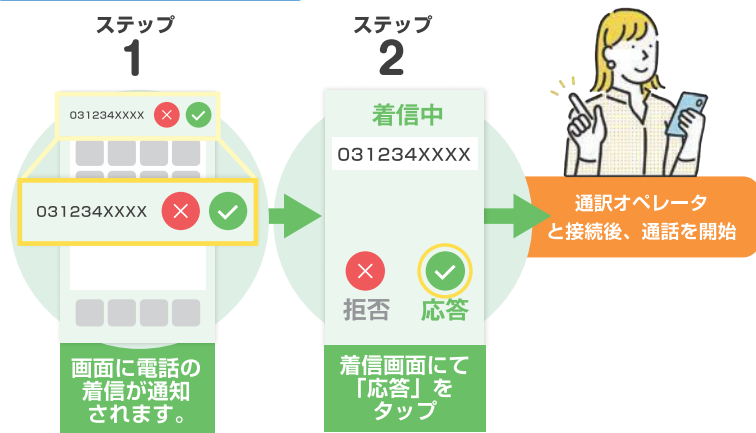 ステップ
1
031234XXXX
031234XXXX
画面に電話の
着信が通知
されます。
ステップ
2
着信中
031234XXXX
拒否
応答
着信画面にて
「応答」を
タップ
通訳オペレータ
と接続後、通話を開始